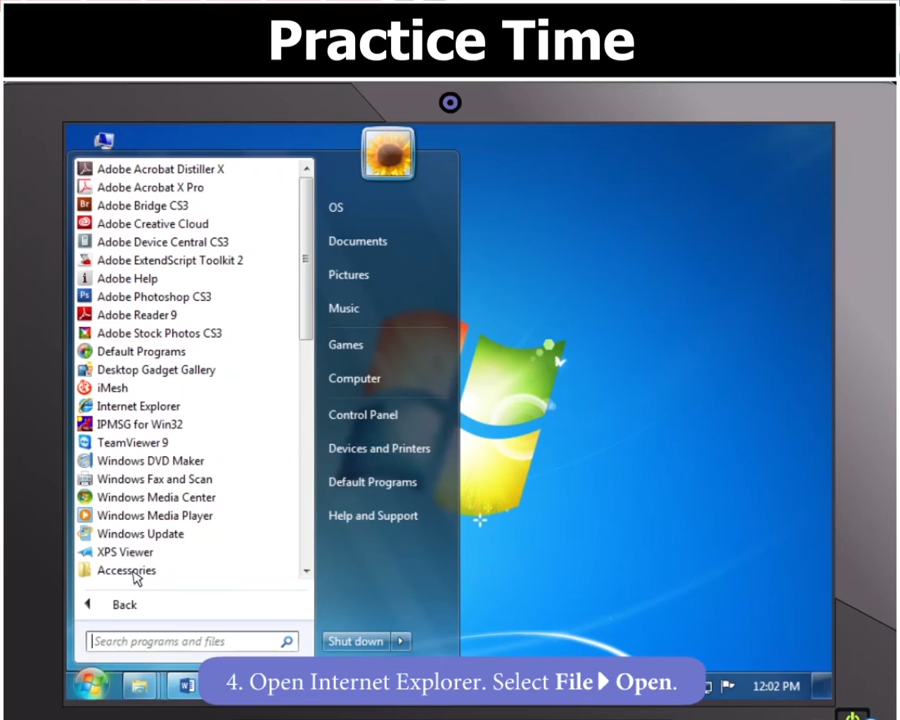 Practice Time
Adobe Acrobat Distiller X
Adobe Acrobat X Pro
Adobe Bridge CS3
Adobe Creative Cloud
Adobe Device Central CS3
Adobe ExtendScript Toolkit 2
Adobe Help
Adobe Photoshop CS3
Adobe Reader 9
Adobe Stock Photos CS3
Default Programs
Desktop Gadget Gallery
iMesh
Internet Explorer
IPMSG for Win32
TeamViewer 9
Windows DVD Maker
Windows Fax and Scan
Windows Media Center
Windows Media Player
Windows Update
XPS Viewer
Accessories
Back
Search programs and files
OS
Documents
Pictures
Music
Games
Computer
Control Panel
Devices and Printers
Default Programs
Help and Support
Shut down
4. Open Internet Explorer. Select File ▶ Open.
12:02 PM